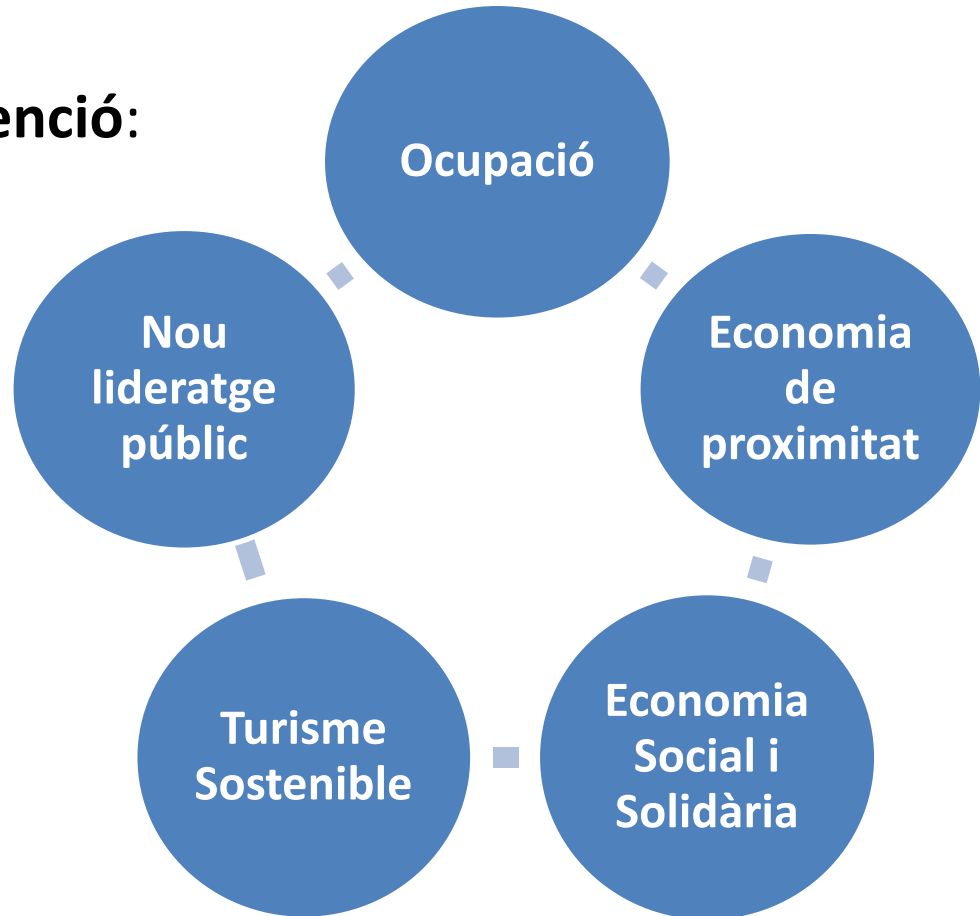 enció:
Ocupació
Nou
lideratge
públic
Economia
de
proximitat
Turisme
Sostenible
Economia
Social i
Solidària